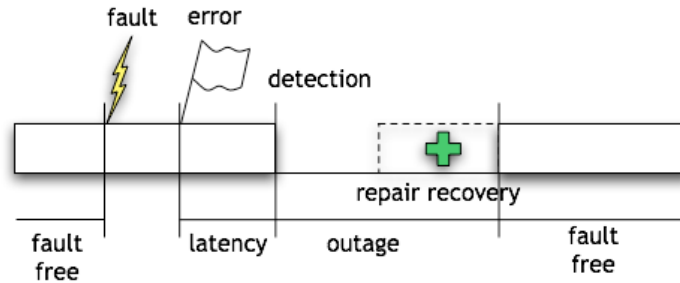 fault error
detection
repair recovery
fault free
latency
outage
fault free